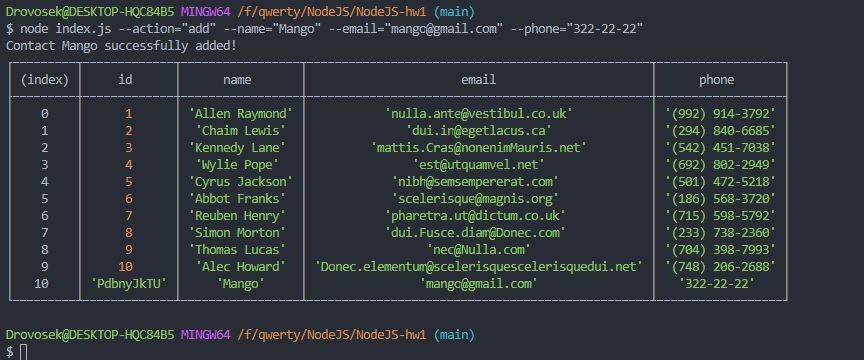 Drovosek@DESKTOP-HQC84B5 MINGW64 /f/qwerty/NodeJS/NodeJS-hw1 (main)
$ node index.js --action="add" --name="Mango" --email="mango@gmail.com" --phone="322-22-22"
Contact Mango successfully added!
(index) id name email phone
0 1 'Allen Raymond' 'nulla.ante@vestibul.co.uk' '(992) 914-3792'
1 2 'Chaim Lewis' 'dui.in@egetlacus.ca' '(294) 840-6685'
2 3 'Kennedy Lane' 'mattis.Cras@nonenimMauris.net' '(542) 451-7038'
3 4 'Wylie Pope' 'est@utquamvel.net' '(692) 802-2949'
4 5 'Cyrus Jackson' 'nibh@semsempererat.com' '(501) 472-5218'
5 6 'Abbot Franks' 'scelerisque@magnis.org' '(186) 568-3720'
6 7 'Reuben Henry' 'pharetra.ut@dictum.co.uk' '(715) 598-5792'
7 8 'Simon Morton' 'dui.Fusce.diam@Donec.com' '(233) 738-2360'
8 9 'Thomas Lucas' 'nec@Nulla.com' '(704) 398-7993'
9 10 'Alec Howard' 'Donec.elementum@scelerisquescelerisquedui.net' '(748) 206-2688'
10 'PdbnyJkTU' 'Mango' 'mango@gmail.com' '322-22-22'
Drovosek@DESKTOP-HQC84B5 MINGW64 /f/qwerty/NodeJS/NodeJS-hw1 (main)
$